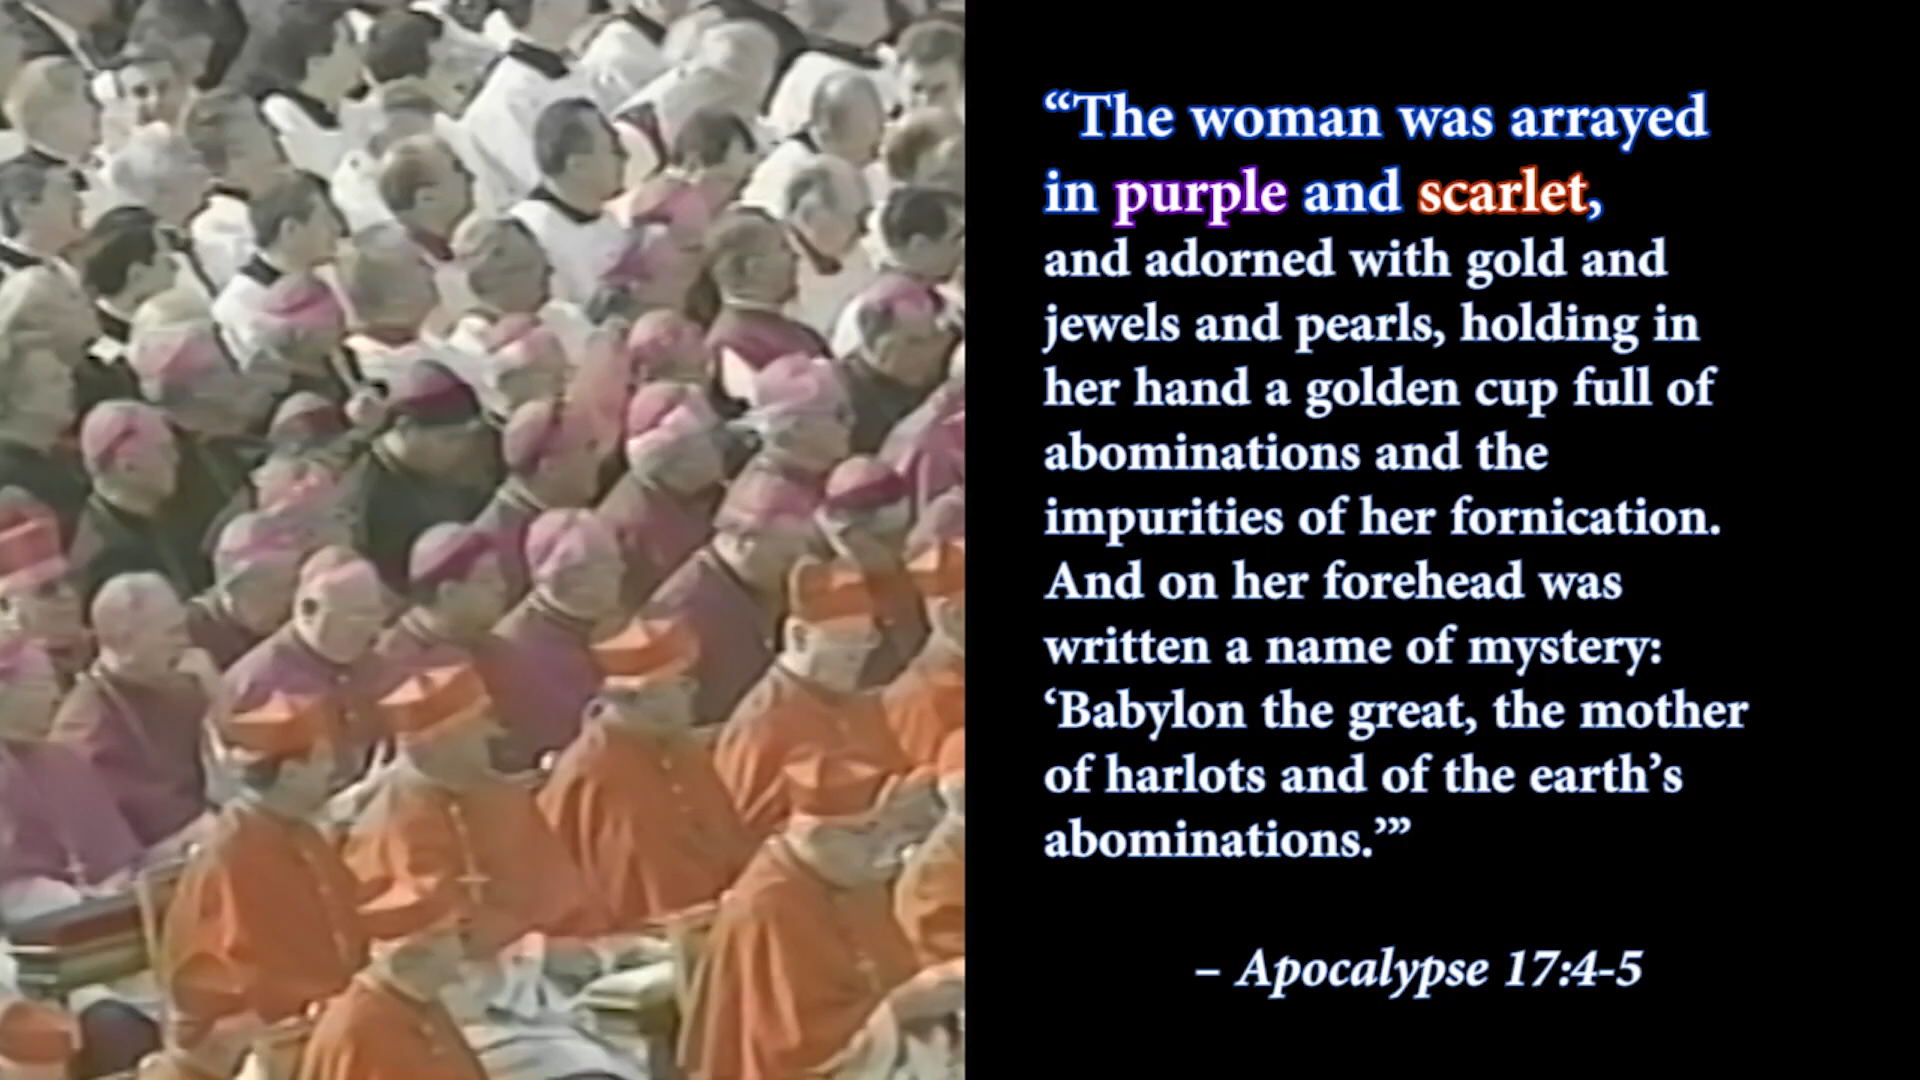 “The woman was arrayed
in purple and scarlet,
and adorned with gold and
jewels and pearls, holding in
her hand a golden cup full of
abominations and the
impurities of her fornication.
And on her forehead was
written a name of mystery:
‘Babylon the great, the mother
of harlots and of the earth’s
abominations.’”
– Apocalypse 17:4-5